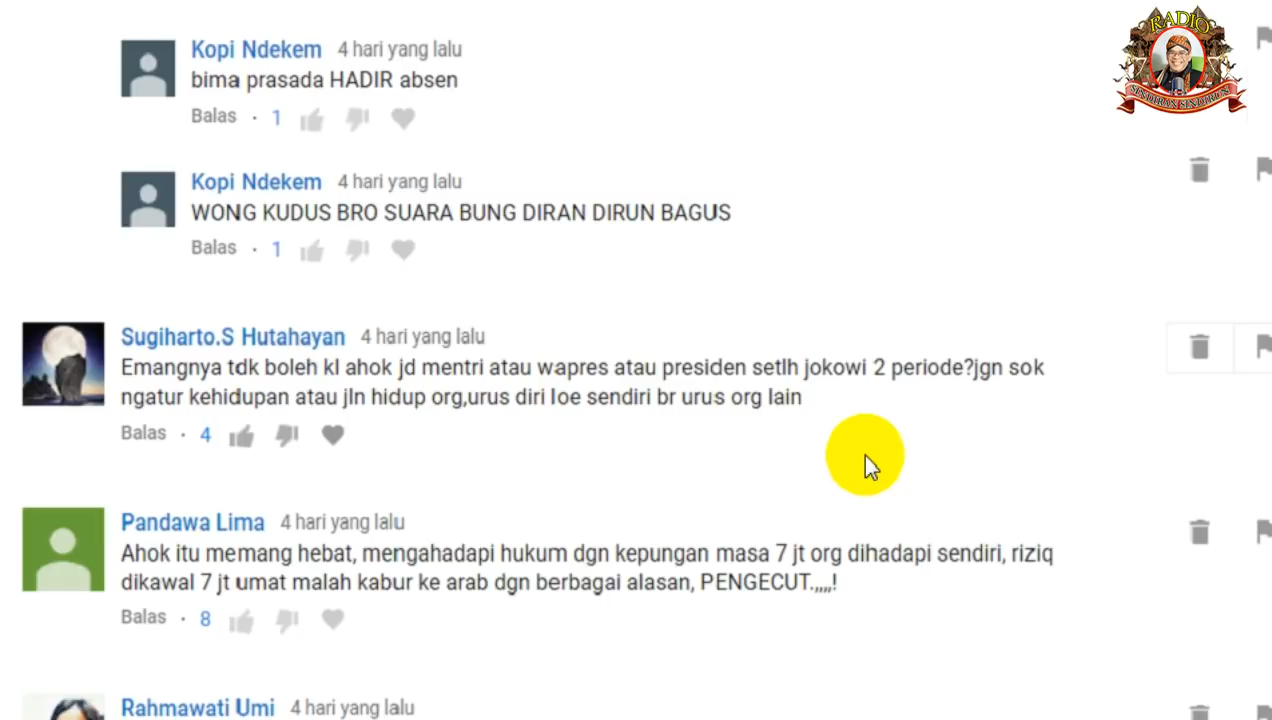 RADIO
Kopi Ndekem 4 hari yang lalu
bima prasada HADIR absen
Balas · 1
Kopi Ndekem 4 hari yang lalu
WONG KUDUS BRO SUARA BUNG DIRAN DIRUN BAGUS
Balas · 1
Sugiharto.S Hutahayan 4 hari yang lalu
Emangnya tdk boleh kl ahok jd mentri atau wapres atau presiden setlh jokowi 2 periode?jgn sok
ngatur kehidupan atau jln hidup org,urus diri loe sendiri br urus org lain
Balas · 4
Pandawa Lima 4 hari yang lalu
Ahok itu memang hebat, mengahadapi hukum dgn kepungan masa 7 jt org dihadapi sendiri, riziq
dikawal 7 jt umat malah kabur ke arab dgn berbagai alasan, PENGECUT.,,,,!
Balas · 8
Rahmawati Umi 4 hari yang lalu